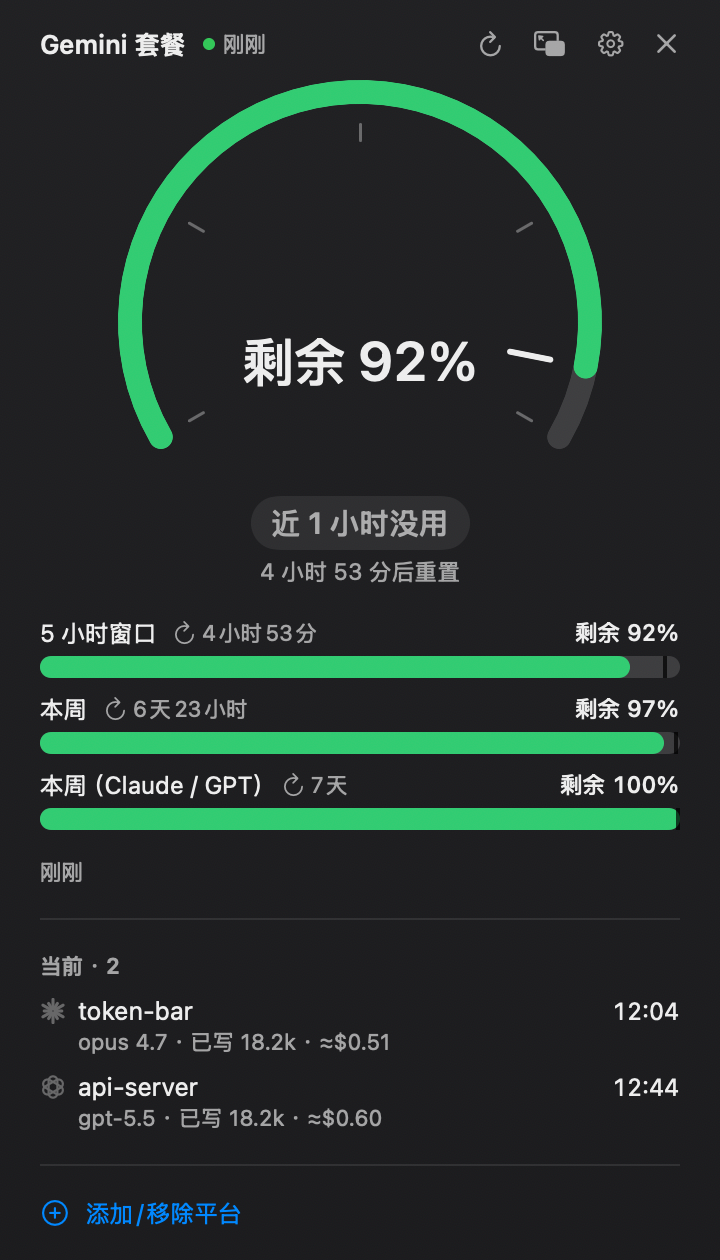 Gemini 套餐 刚刚
剩余 92%
近 1 小时没用
4 小时 53 分后重置
5 小时窗口 4小时53分 剩余 92%
本周 6天23小时 剩余 97%
本周 (Claude / GPT) 7天 剩余 100%
刚刚
当前 · 2
token-bar 12:04
opus 4.7 · 已写 18.2k · ≈$0.51
api-server 12:44
gpt-5.5 · 已写 18.2k · ≈$0.60
添加/移除平台